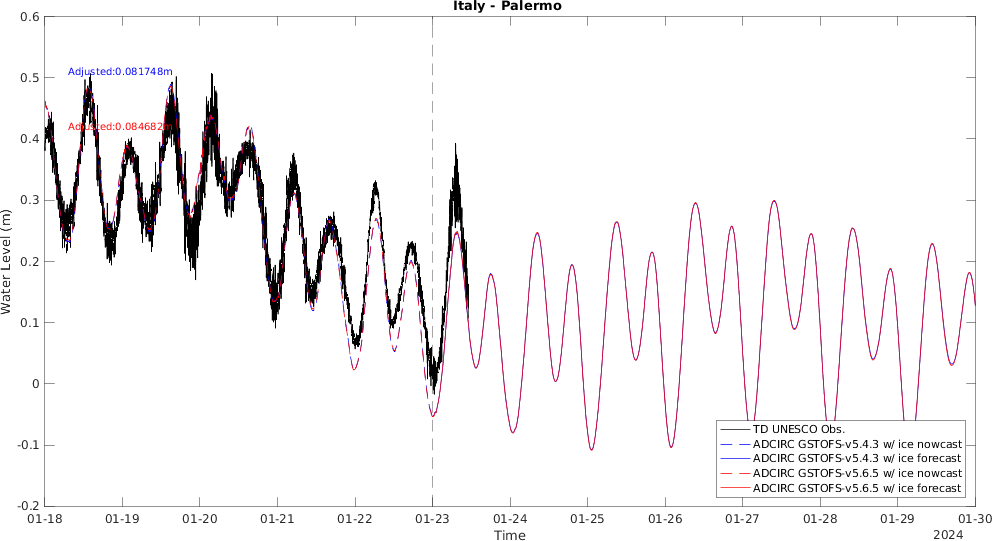 Italy - Palermo
Water Level (m)
0.6
0.5
0.4
0.3
0.2
0.1
0
-0.1
-0.2
Adjusted:0.081748m
Adjusted:0.084682m
TD UNESCO Obs.
ADCIRC GSTOFS-v5.4.3 w/ ice nowcast
ADCIRC GSTOFS-v5.4.3 w/ ice forecast
ADCIRC GSTOFS-v5.6.5 w/ ice nowcast
ADCIRC GSTOFS-v5.6.5 w/ ice forecast
01-18 01-19 01-20 01-21 01-22 01-23 01-24 01-25 01-26 01-27 01-28 01-29 01-30
Time
2024